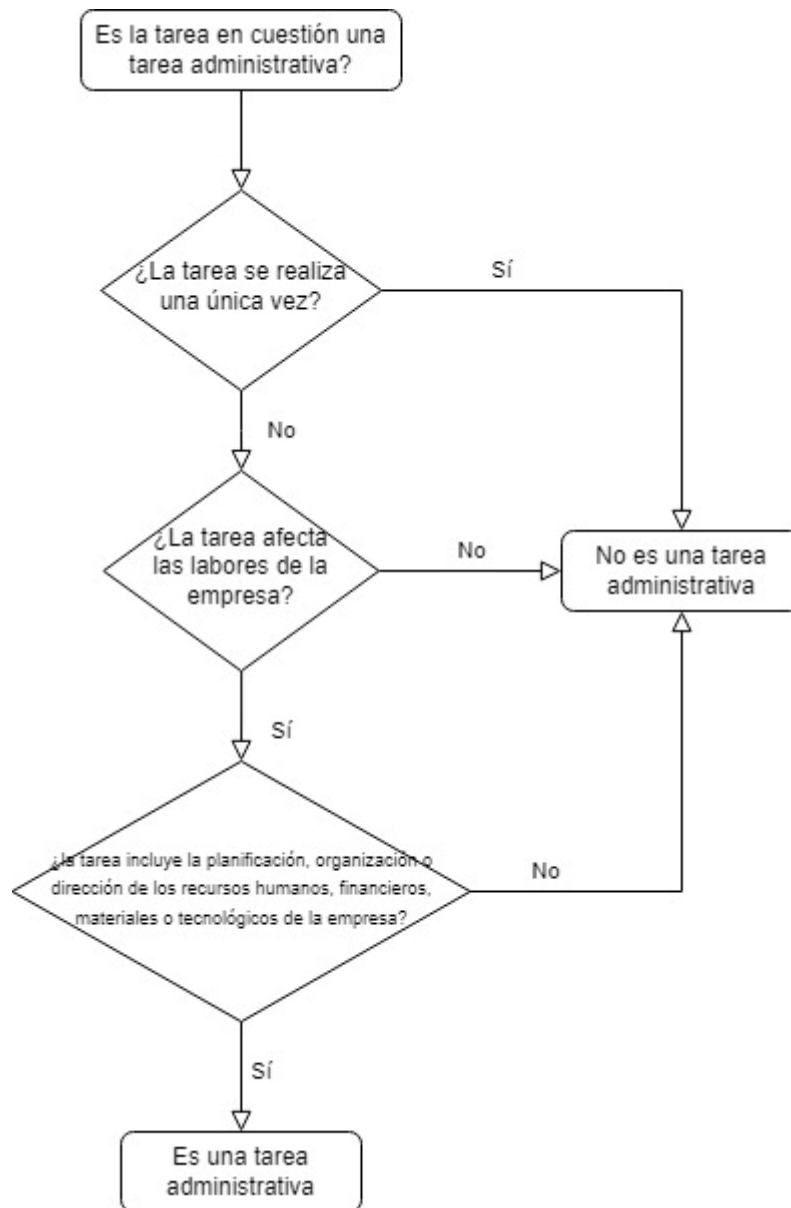 Es la tarea en cuestión una
tarea administrativa?
¿La tarea se realiza
una única vez?
Sí
No
¿La tarea afecta
las labores de la
empresa?
No
No es una tarea
administrativa
Sí
¿la tarea incluye la planificación, organización o
dirección de los recursos humanos, financieros,
materiales o tecnológicos de la empresa?
No
Sí
Es una tarea
administrativa